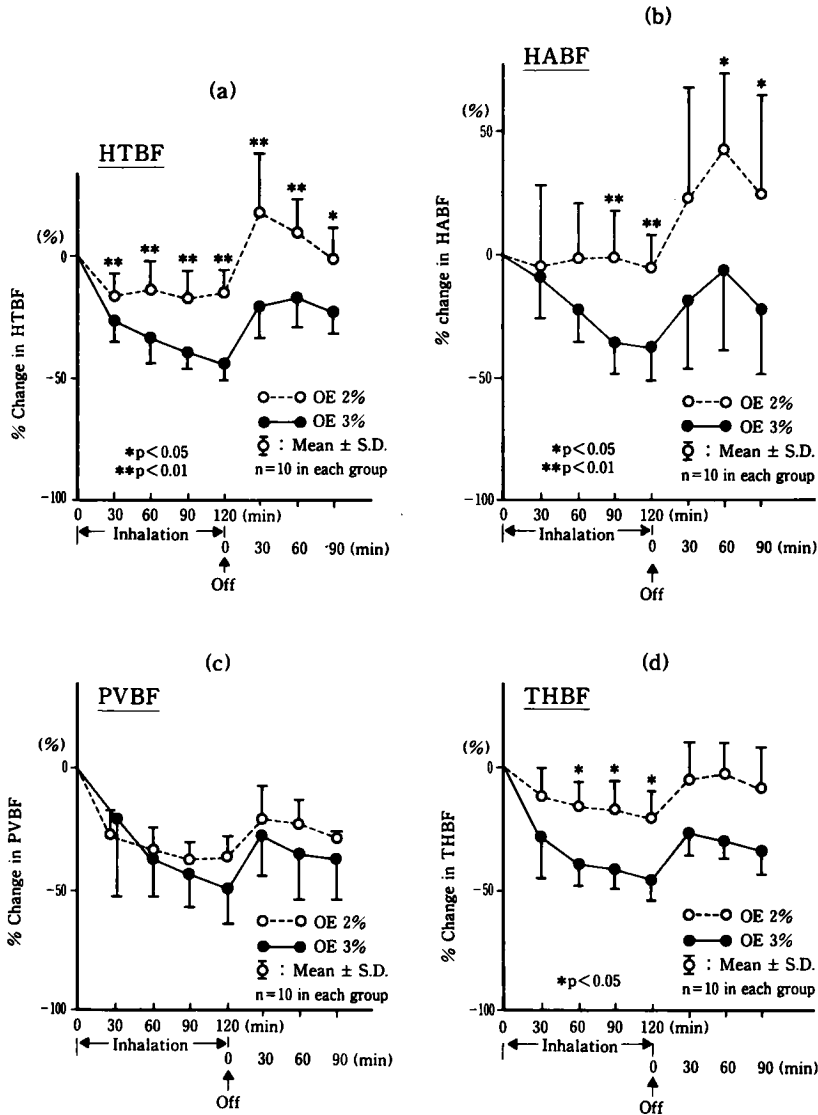 (a)
HTBF
(%)
0
-50
-100
% Change in HTBF
** ** ** ** ** ** *
OE 2%
OE 3%
*p<0.05
**p<0.01
: Mean ± S.D.
n=10 in each group
0 30 60 90 120 (min)
Inhalation
0 30 60 90 (min)
Off
(b)
HABF
(%)
50
0
-50
-100
% change in HABF
** ** * *
OE 2%
OE 3%
*p<0.05
**p<0.01
: Mean ± S.D.
n=10 in each group
0 30 60 90 120 (min)
Inhalation
0 30 60 90 (min)
Off
(c)
PVBF
(%)
0
-50
-100
% Change in PVBF
OE 2%
OE 3%
: Mean ± S.D.
n=10 in each group
0 30 60 90 120 (min)
Inhalation
0 30 60 90 (min)
Off
(d)
THBF
(%)
0
-50
-100
% Change in THBF
* * *
OE 2%
OE 3%
*p<0.05
: Mean ± S.D.
n=10 in each group
0 30 60 90 120 (min)
Inhalation
0 30 60 90 (min)
Off